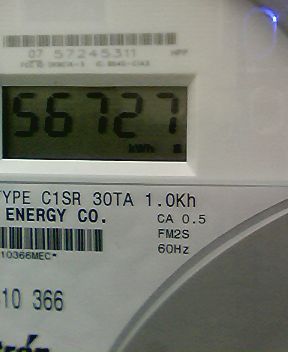 07 57245311
56727
kWh
TYPE C1SR 30TA 1.0Kh
ENERGY CO.
CA 0.5
FM2S
60Hz
10366MEC*
10 366